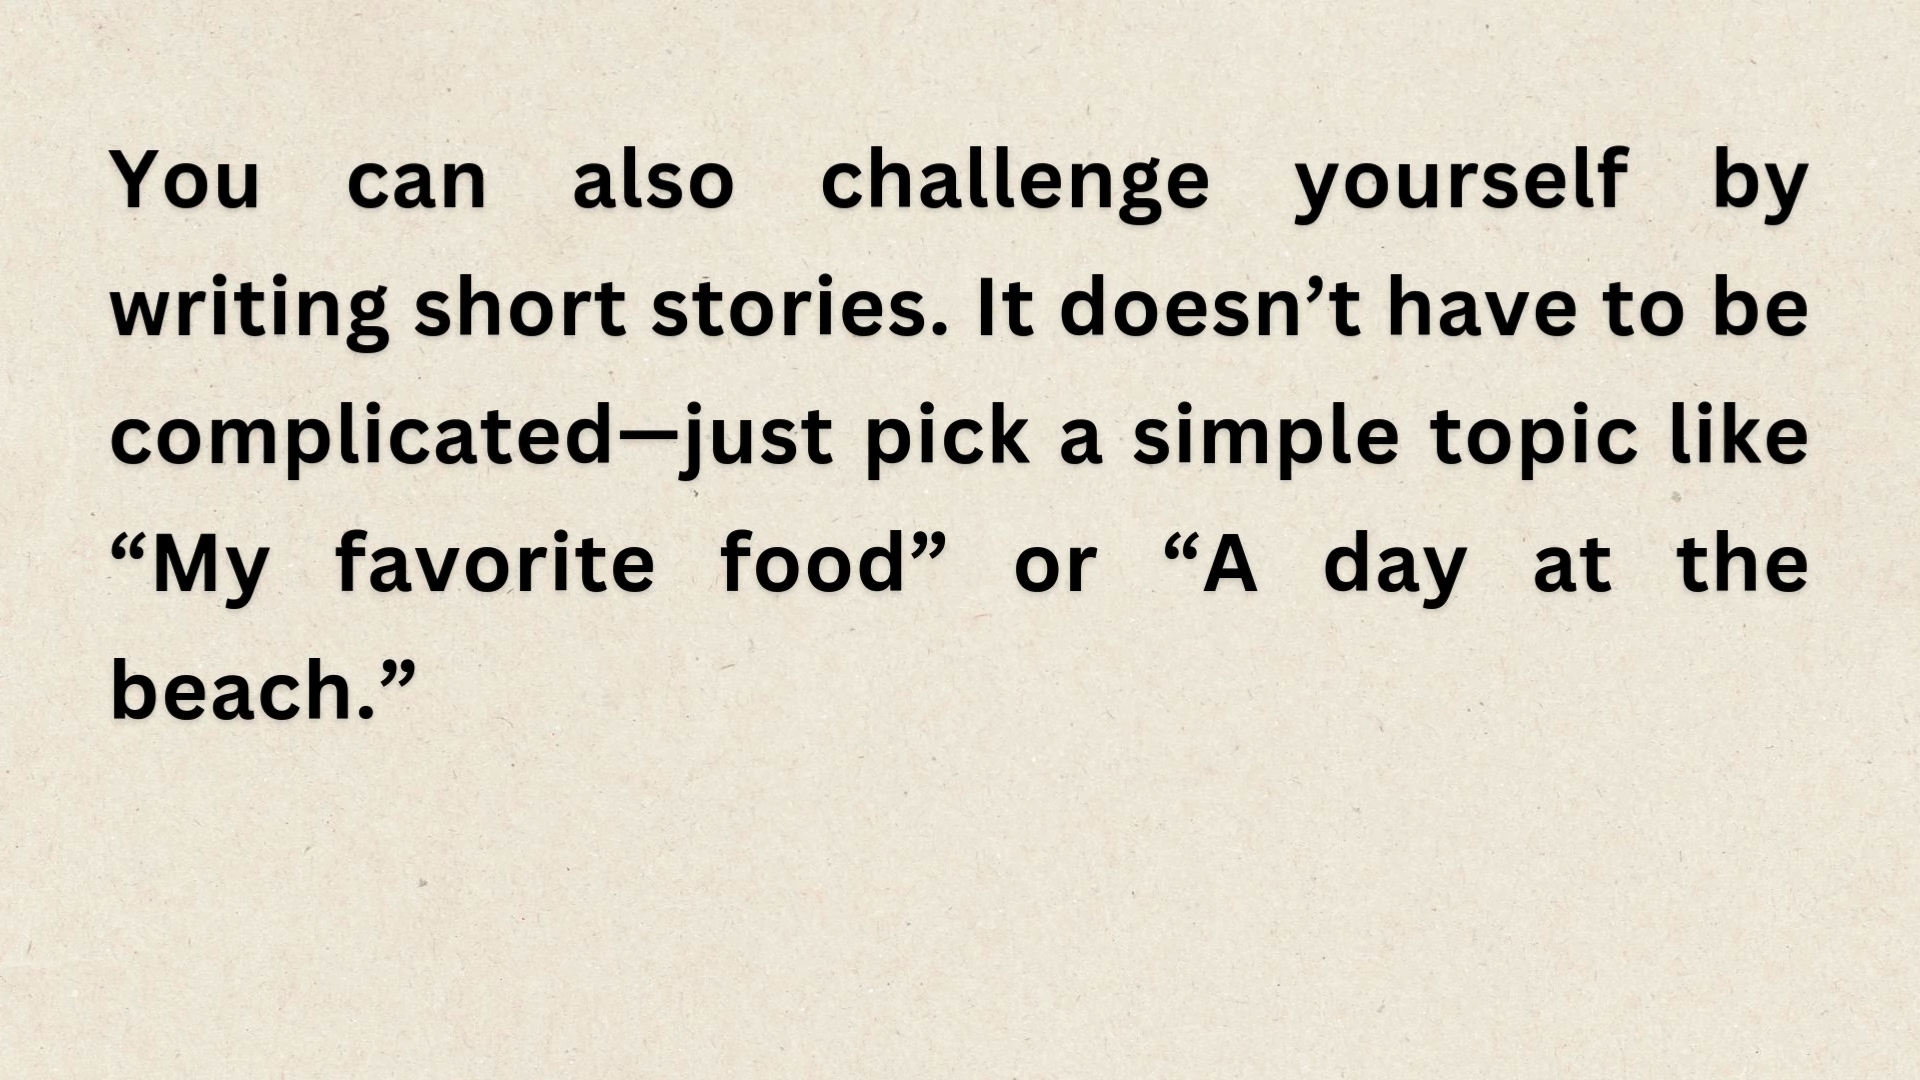 You can also challenge yourself by
writing short stories. It doesn’t have to be
complicated—just pick a simple topic like
“My favorite food” or “A day at the
beach.”